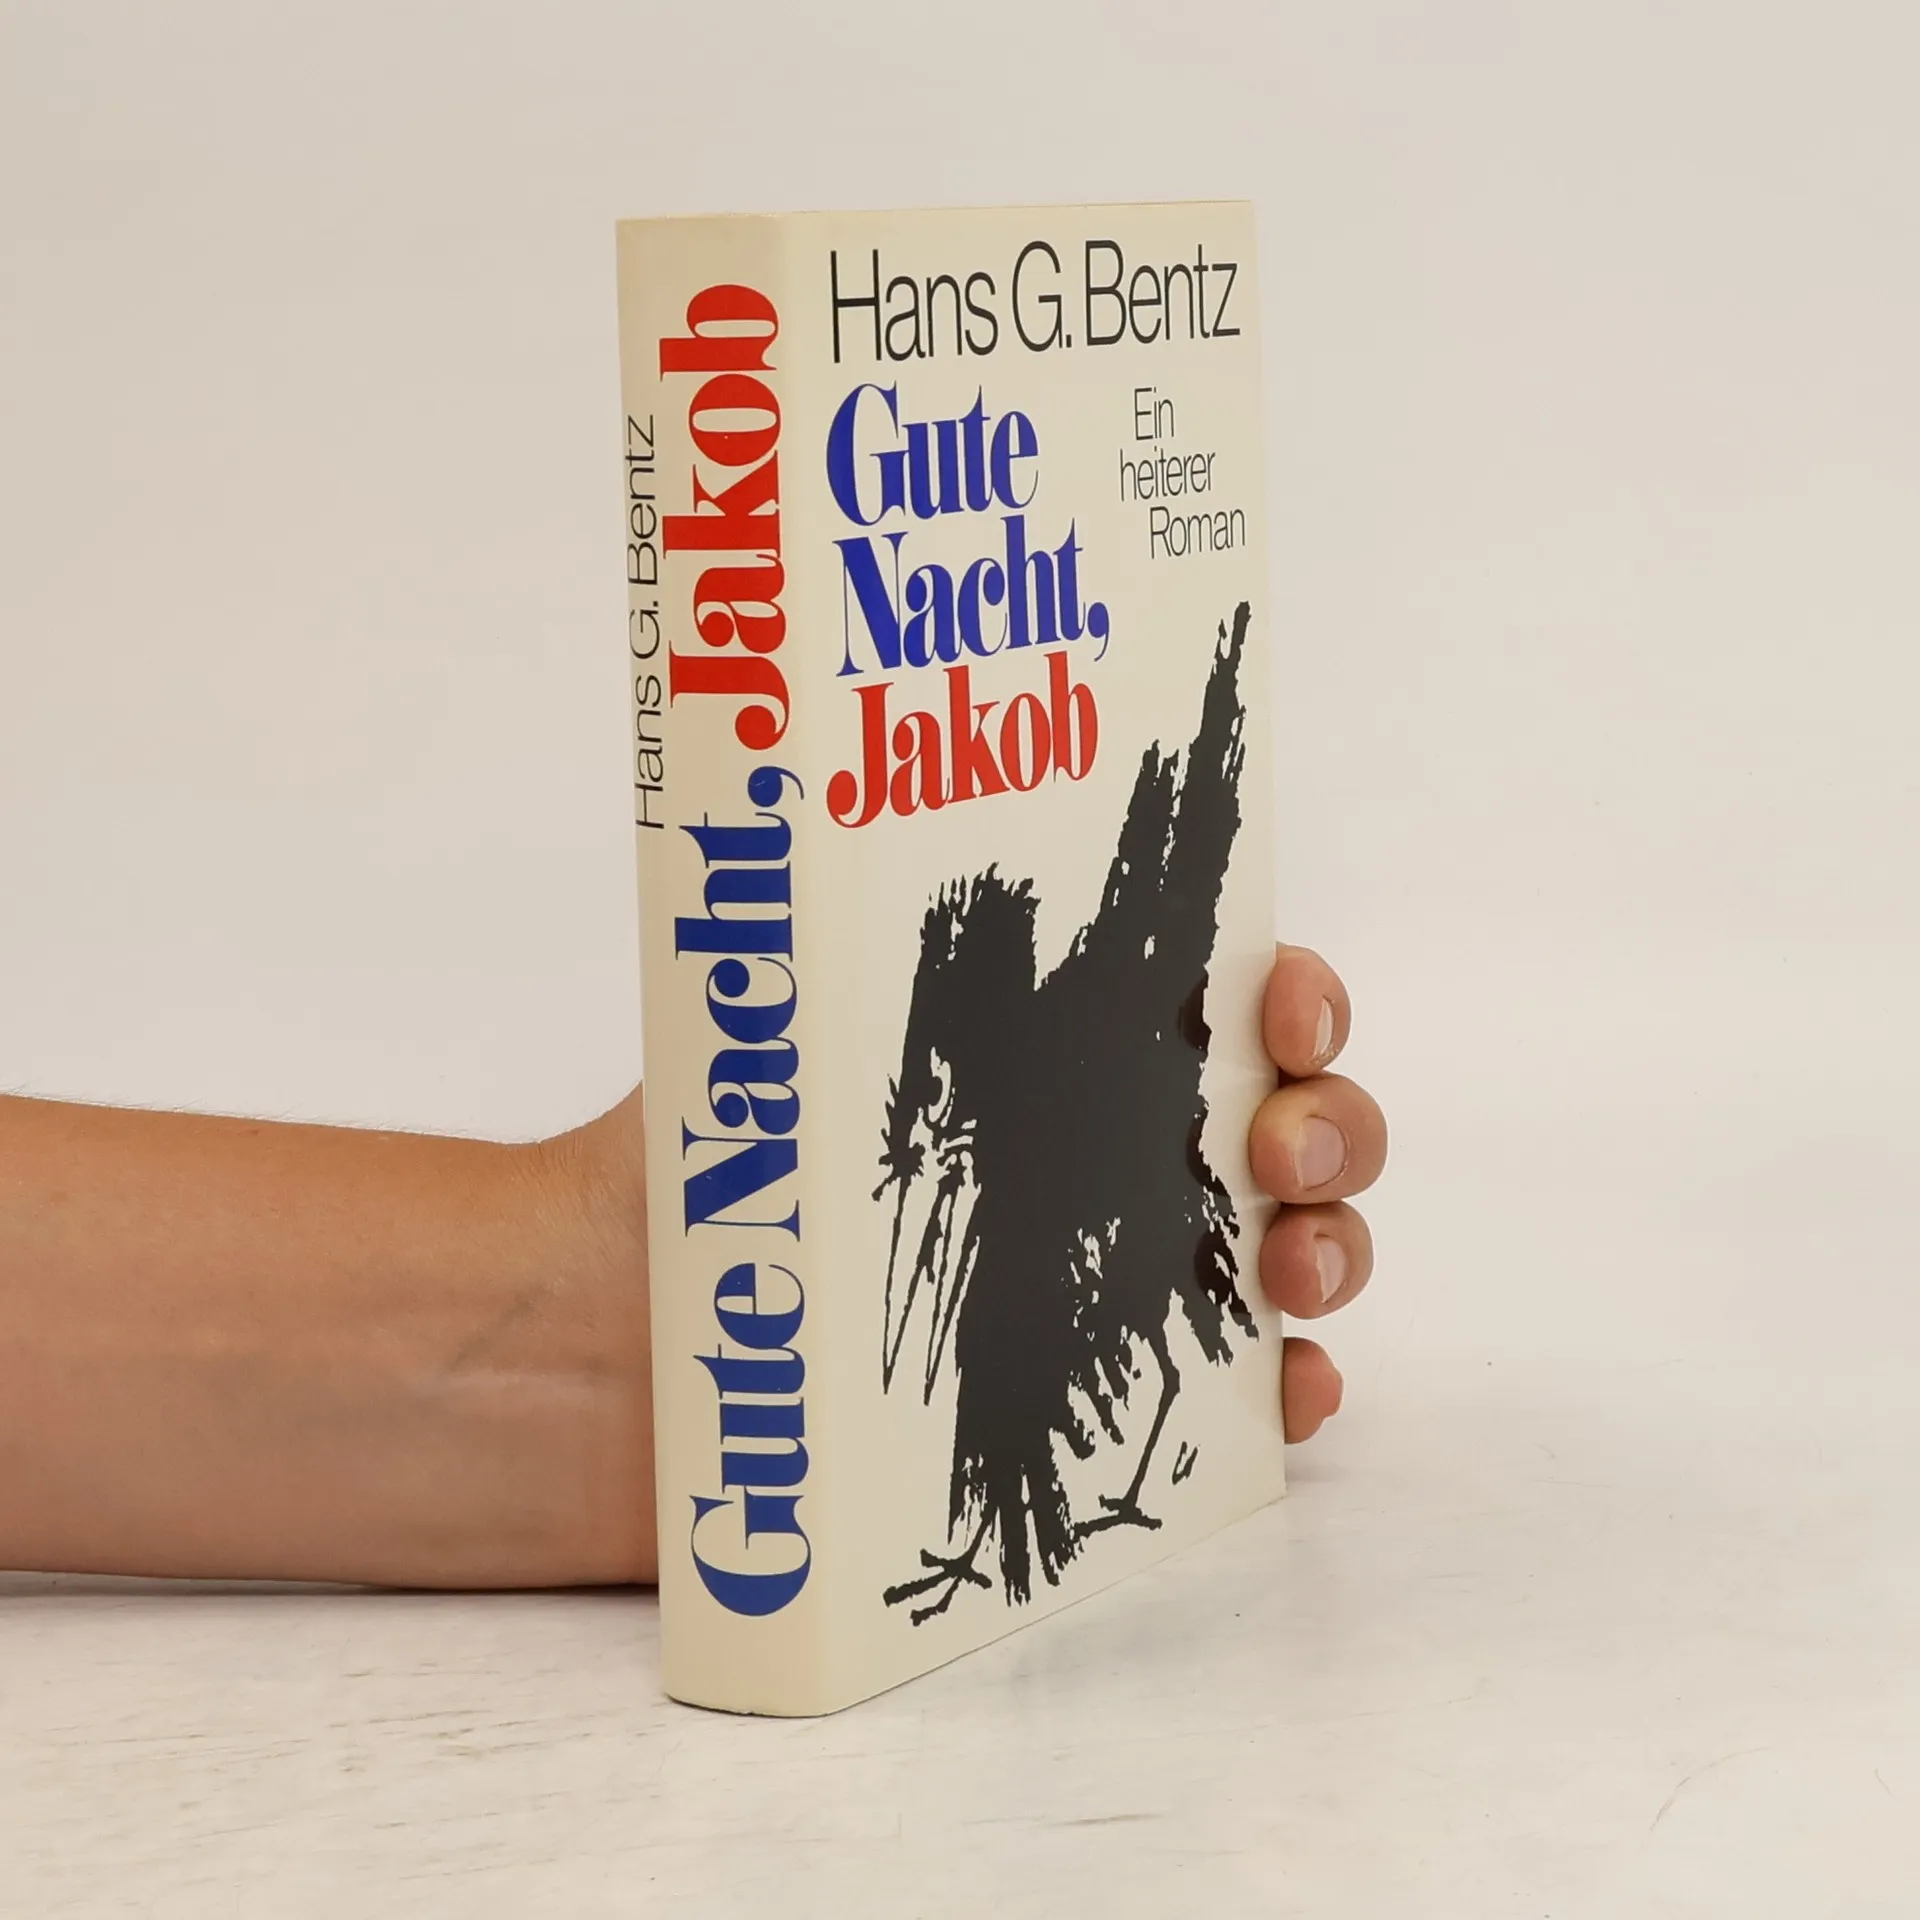 Hans G. Bentz
Gute Nacht, Jakob
Hans G. Bentz
Gute
Nacht,
Jakob
Ein
heiterer
Roman